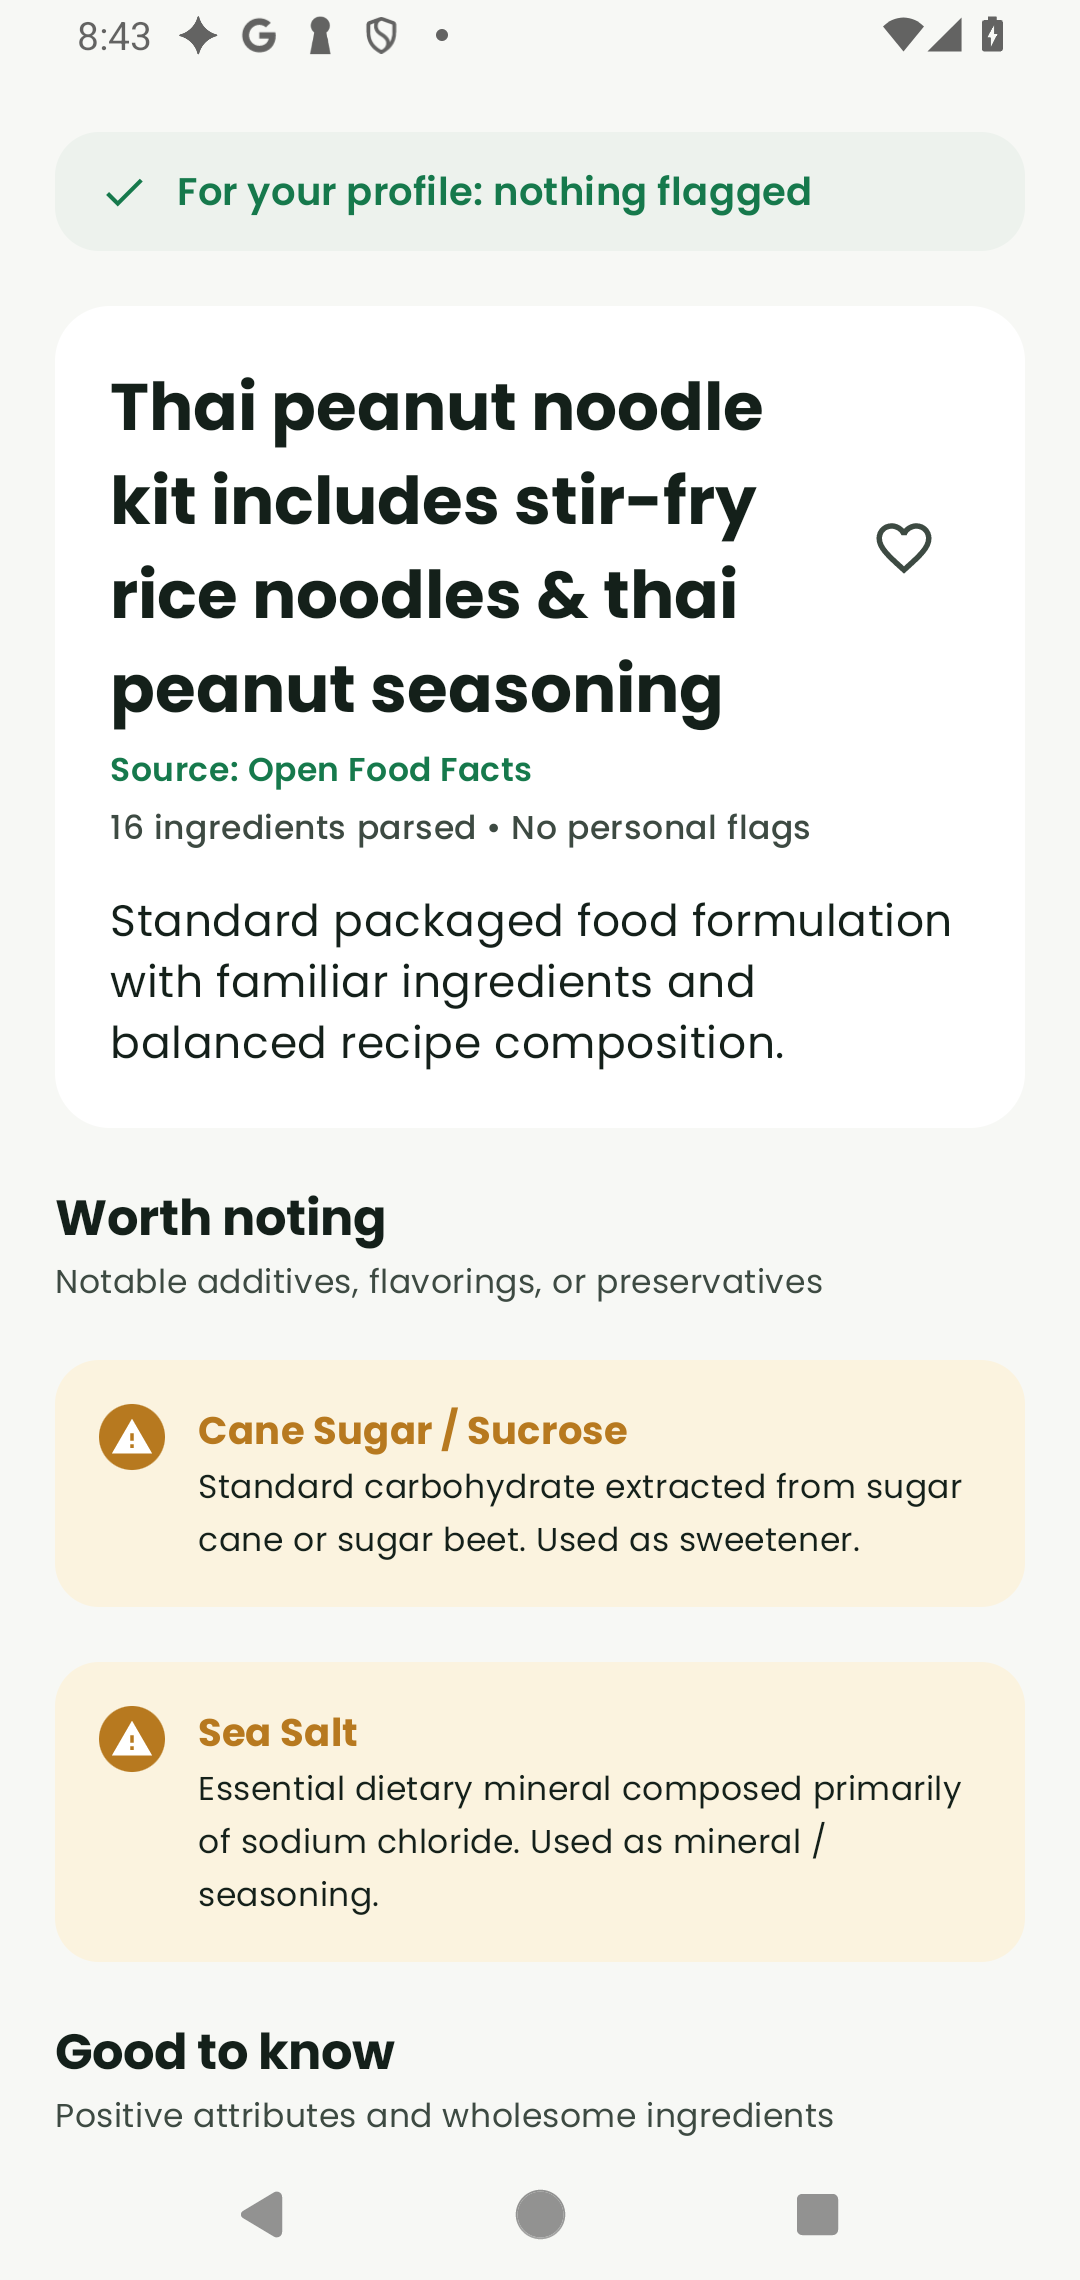 8:43
For your profile: nothing flagged
Thai peanut noodle
kit includes stir-fry
rice noodles & thai
peanut seasoning
Source: Open Food Facts
16 ingredients parsed • No personal flags
Standard packaged food formulation
with familiar ingredients and
balanced recipe composition.
Worth noting
Notable additives, flavorings, or preservatives
Cane Sugar / Sucrose
Standard carbohydrate extracted from sugar
cane or sugar beet. Used as sweetener.
Sea Salt
Essential dietary mineral composed primarily
of sodium chloride. Used as mineral /
seasoning.
Good to know
Positive attributes and wholesome ingredients